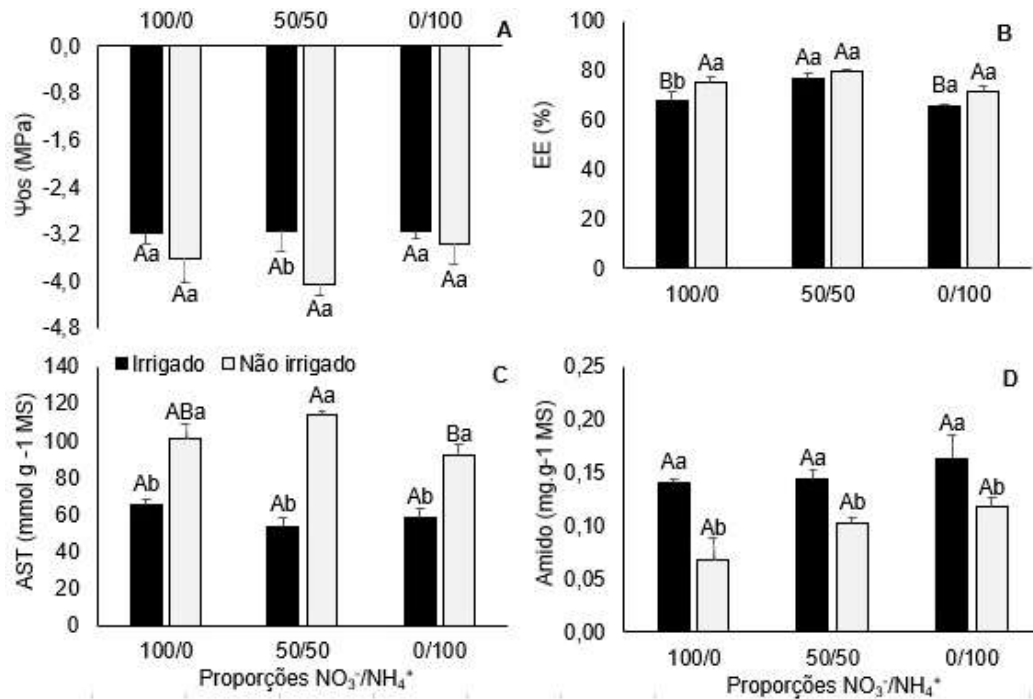 100/0 50/50 0/100
A
0,0
-0,8
-1,6
-2,4
-3,2
-4,0
-4,8
Ψos (MPa)
Aa Aa Ab Aa Aa Aa
B
100
80
60
40
20
0
EE (%)
Bb Aa Aa Aa Ba Aa
100/0 50/50 0/100
Irrigado Não irrigado
C
140
120
100
80
60
40
20
0
AST (mmol g -1 MS)
Ab ABa Ab Aa Ab Ba
100/0 50/50 0/100
Proporções NO₃⁻/NH₄⁺
D
0,25
0,20
0,15
0,10
0,05
0,00
Amido (mg.g-1 MS)
Aa Ab Aa Ab Aa Ab
100/0 50/50 0/100
Proporções NO₃⁻/NH₄⁺